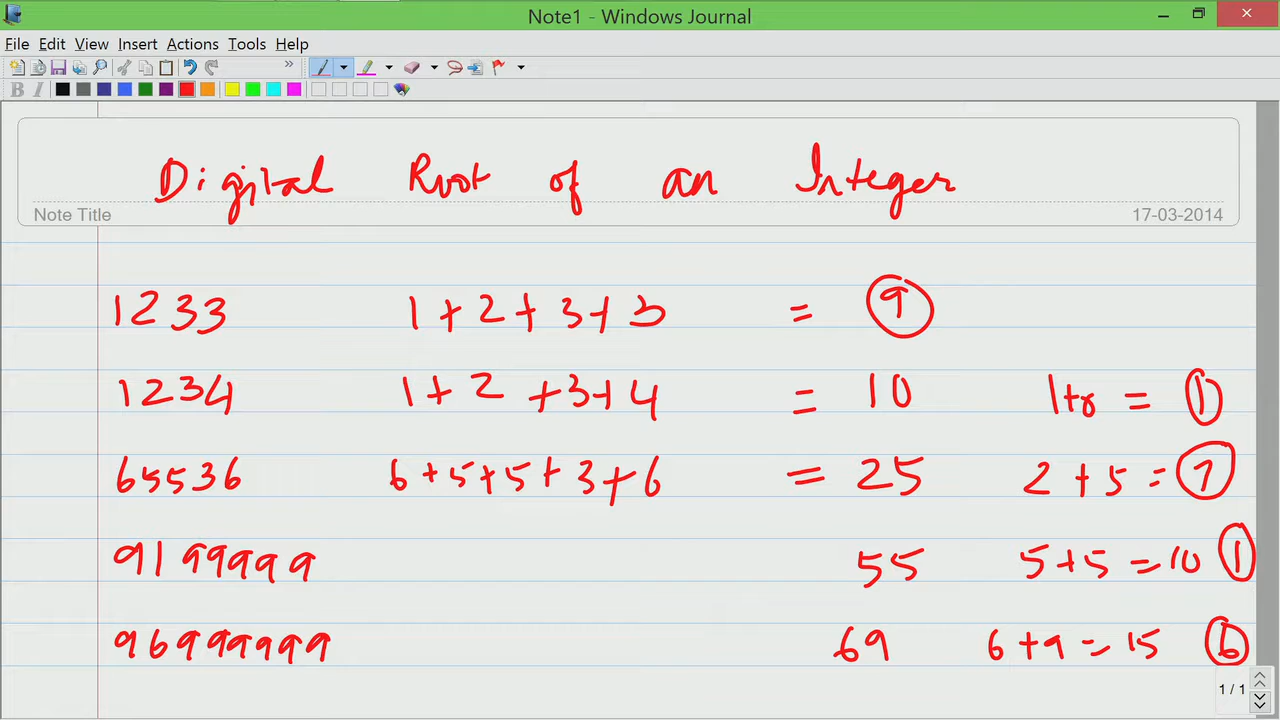 Note1 - Windows Journal
File Edit View Insert Actions Tools Help
B I
Digital Root of an Integer
Note Title
17-03-2014
1233 1+2+3+3 = 9
1234 1+2+3+4 = 10 1+0 = 1
65536 6+5+5+3+6 = 25 2+5=7
9199999 55 5+5=10 1
96999999 69 6+9=15 6
1 / 1